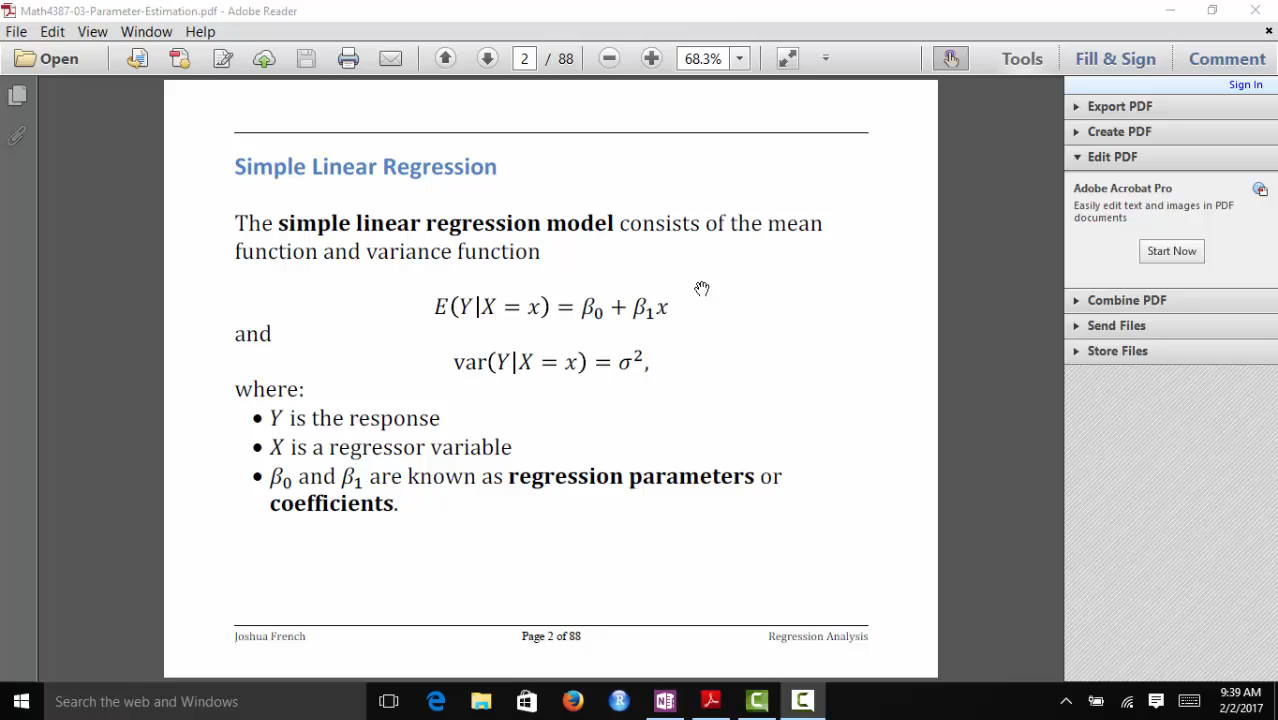 Math4387-03-Parameter-Estimation.pdf - Adobe Reader
File Edit View Window Help
Open 2 / 88 68.3% Tools Fill & Sign Comment
Sign In
Export PDF
Create PDF
Edit PDF
Adobe Acrobat Pro
Easily edit text and images in PDF
documents
Start Now
Combine PDF
Send Files
Store Files
Simple Linear Regression
The simple linear regression model consists of the mean
function and variance function
E(Y|X = x) = β₀ + β₁x
and
var(Y|X = x) = σ²,
where:
• Y is the response
• X is a regressor variable
• β₀ and β₁ are known as regression parameters or
coefficients.
Joshua French Page 2 of 88 Regression Analysis
Search the web and Windows
9:39 AM
2/2/2017